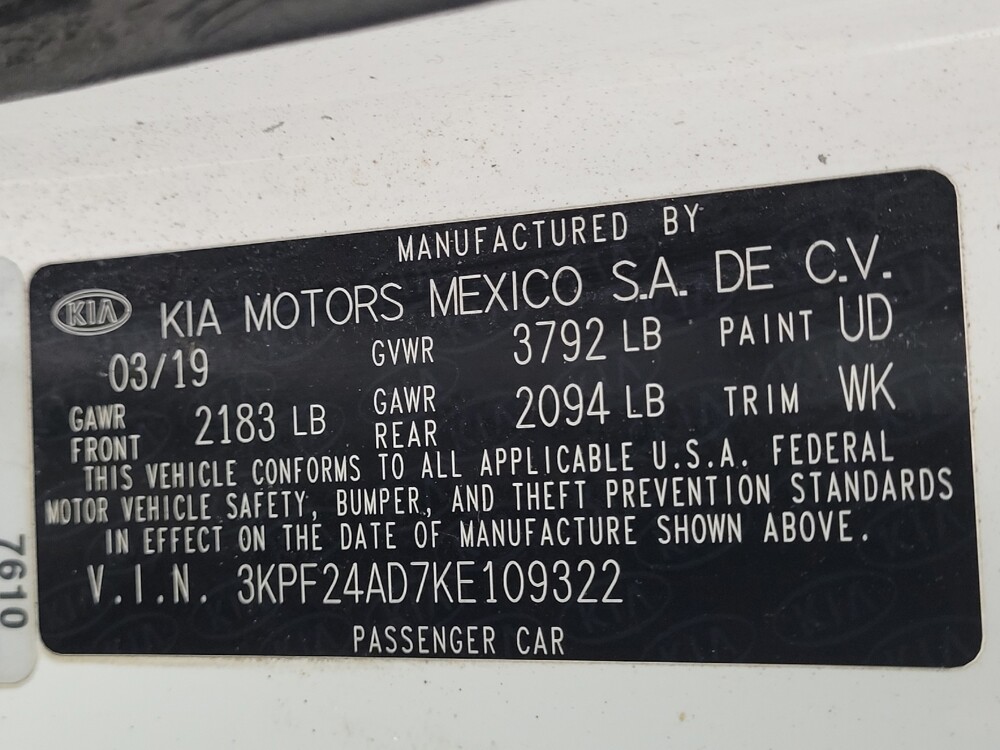 MANUFACTURED BY
KIA KIA MOTORS MEXICO S.A. DE C.V.
03/19 GVWR 3792 LB PAINT UD
GAWR FRONT 2183 LB GAWR REAR 2094 LB TRIM WK
THIS VEHICLE CONFORMS TO ALL APPLICABLE U.S.A. FEDERAL
MOTOR VEHICLE SAFETY, BUMPER, AND THEFT PREVENTION STANDARDS
IN EFFECT ON THE DATE OF MANUFACTURE SHOWN ABOVE.
V.I.N. 3KPF24AD7KE109322
PASSENGER CAR
7610